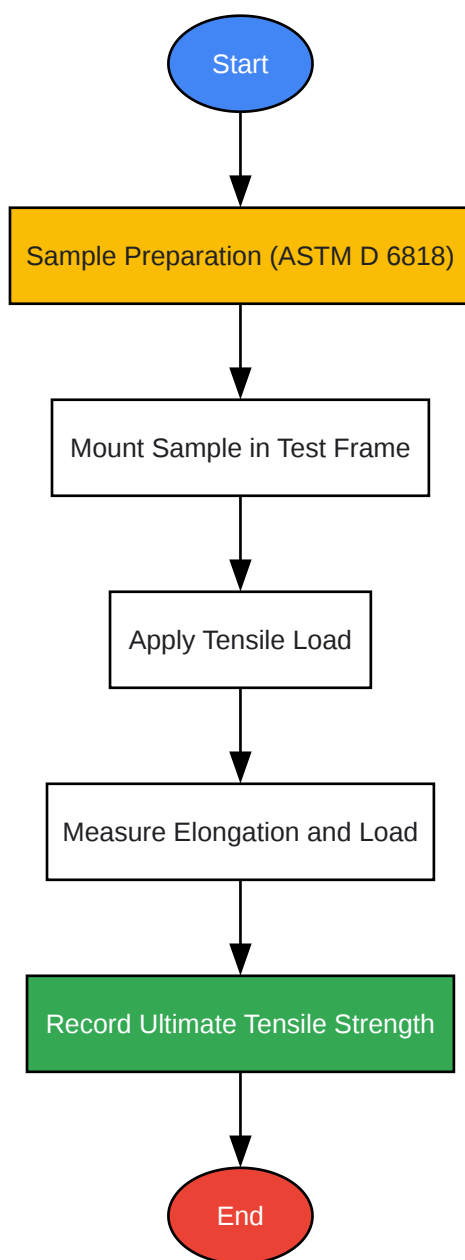 Start
Sample Preparation (ASTM D 6818)
Mount Sample in Test Frame
Apply Tensile Load
Measure Elongation and Load
Record Ultimate Tensile Strength
End